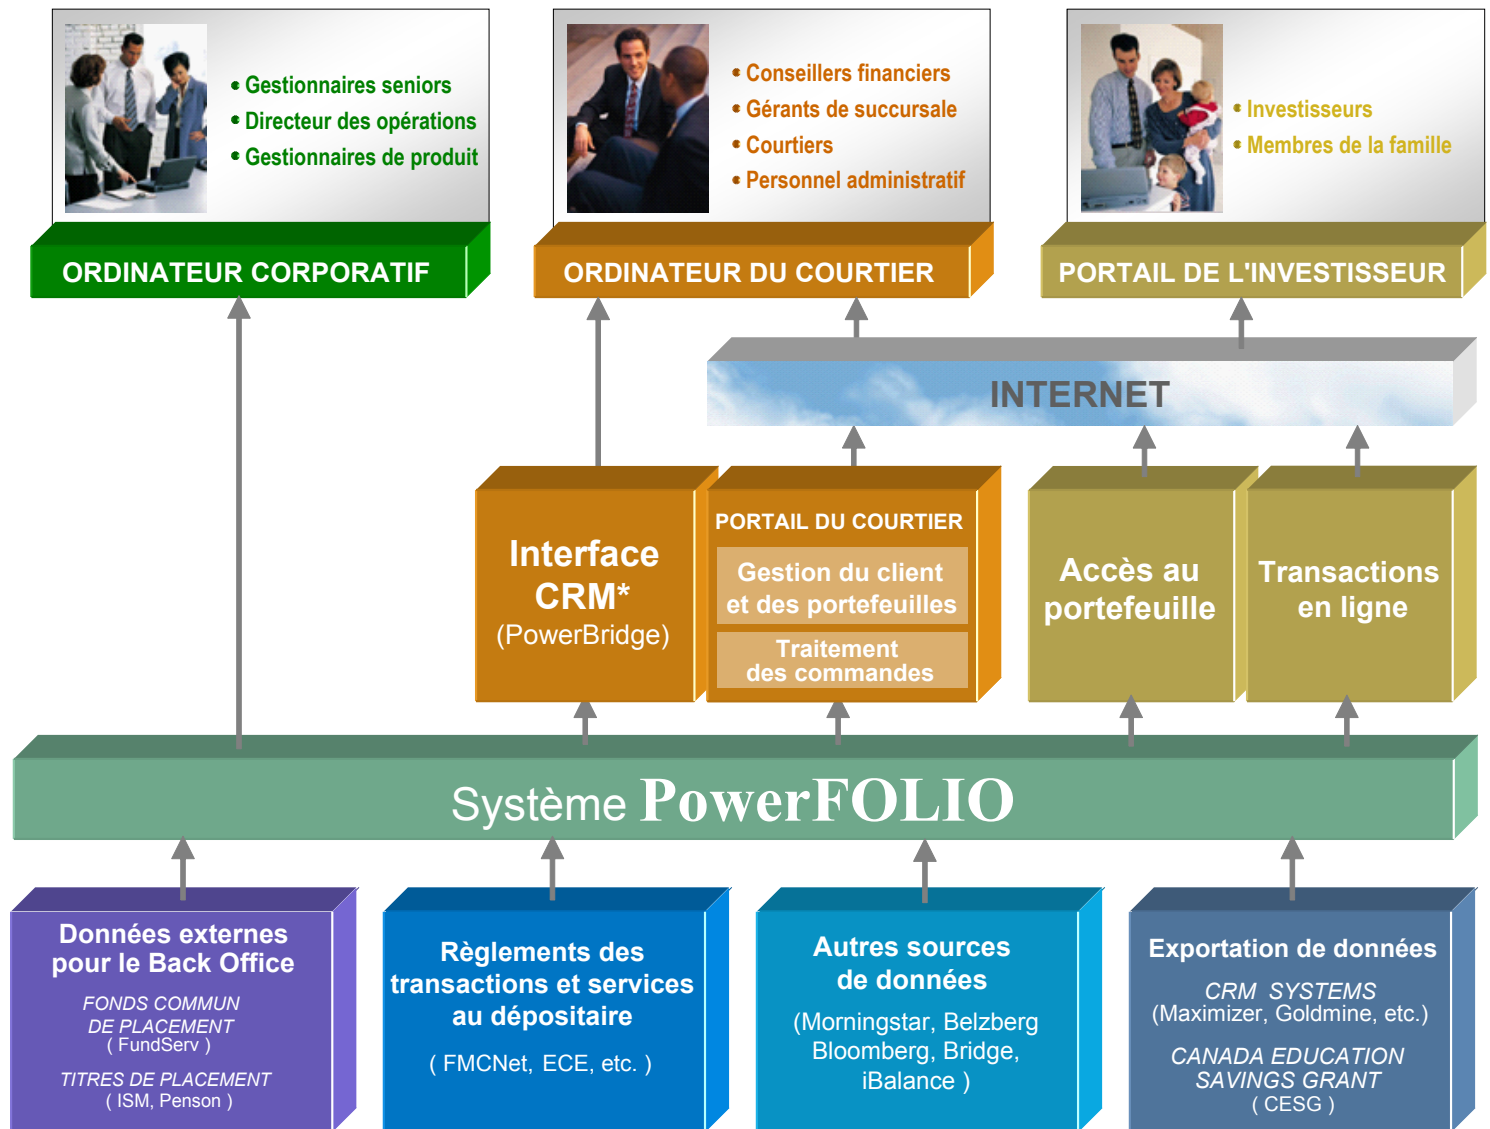 • Gestionnaires seniors
• Directeur des opérations
• Gestionnaires de produit
• Conseillers financiers
• Gérants de succursale
• Courtiers
• Personnel administratif
• Investisseurs
• Membres de la famille
ORDINATEUR CORPORATIF
ORDINATEUR DU COURTIER
PORTAIL DE L'INVESTISSEUR
INTERNET
Interface
CRM*
(PowerBridge)
PORTAIL DU COURTIER
Gestion du client
et des portefeuilles
Traitement
des commandes
Accès au
portefeuille
Transactions
en ligne
Système PowerFOLIO
Données externes
pour le Back Office
FONDS COMMUN
DE PLACEMENT
( FundServ )
TITRES DE PLACEMENT
( ISM, Penson )
Règlements des
transactions et services
au dépositaire
( FMCNet, ECE, etc. )
Autres sources
de données
(Morningstar, Belzberg
Bloomberg, Bridge,
iBalance )
Exportation de données
CRM SYSTEMS
(Maximizer, Goldmine, etc.)
CANADA EDUCATION
SAVINGS GRANT
( CESG )